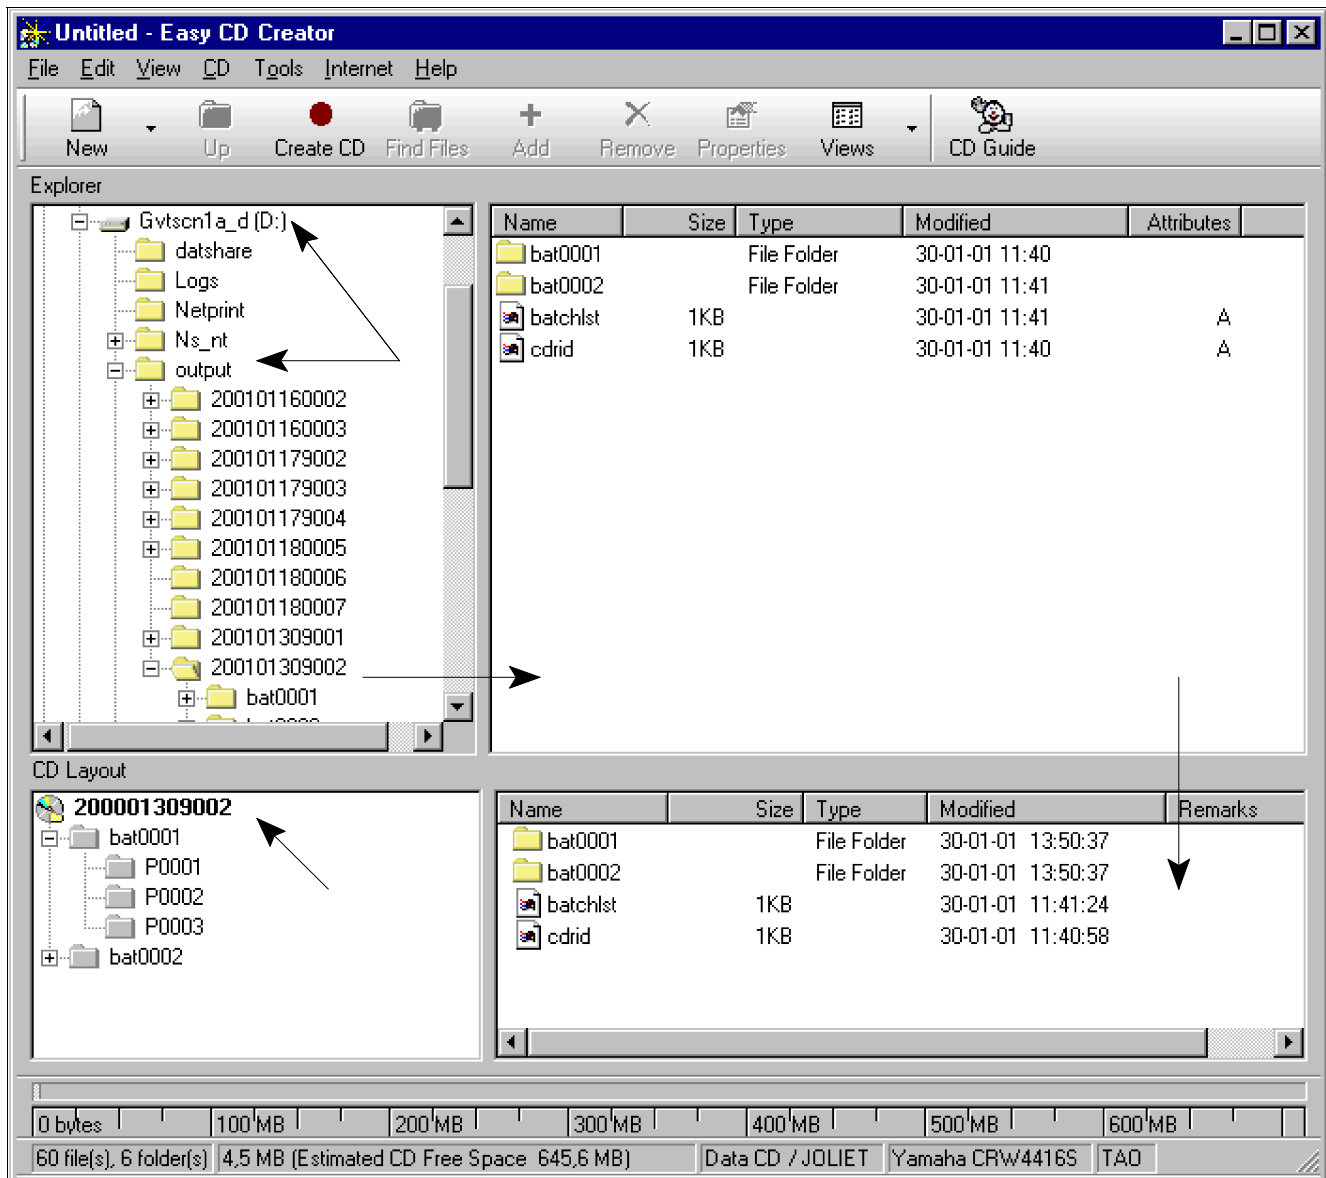 Untitled - Easy CD Creator
File Edit View CD Tools Internet Help
New Up Create CD Find Files Add Remove Properties Views CD Guide
Explorer
Gvtscn1a_d (D:)
datshare
Logs
Netprint
Ns_nt
output
200101160002
200101160003
200101179002
200101179003
200101179004
200101180005
200101180006
200101180007
200101309001
200101309002
bat0001
Name Size Type Modified Attributes
bat0001 File Folder 30-01-01 11:40
bat0002 File Folder 30-01-01 11:41
batchlst 1KB 30-01-01 11:41 A
cdrid 1KB 30-01-01 11:40 A
CD Layout
200001309002
bat0001
P0001
P0002
P0003
bat0002
Name Size Type Modified Remarks
bat0001 File Folder 30-01-01 13:50:37
bat0002 File Folder 30-01-01 13:50:37
batchlst 1KB 30-01-01 11:41:24
cdrid 1KB 30-01-01 11:40:58
0 bytes 100 MB 200 MB 300 MB 400 MB 500 MB 600 MB
60 file(s), 6 folder(s) 4,5 MB (Estimated CD Free Space 645,6 MB) Data CD / JOLIET Yamaha CRW4416S TAO